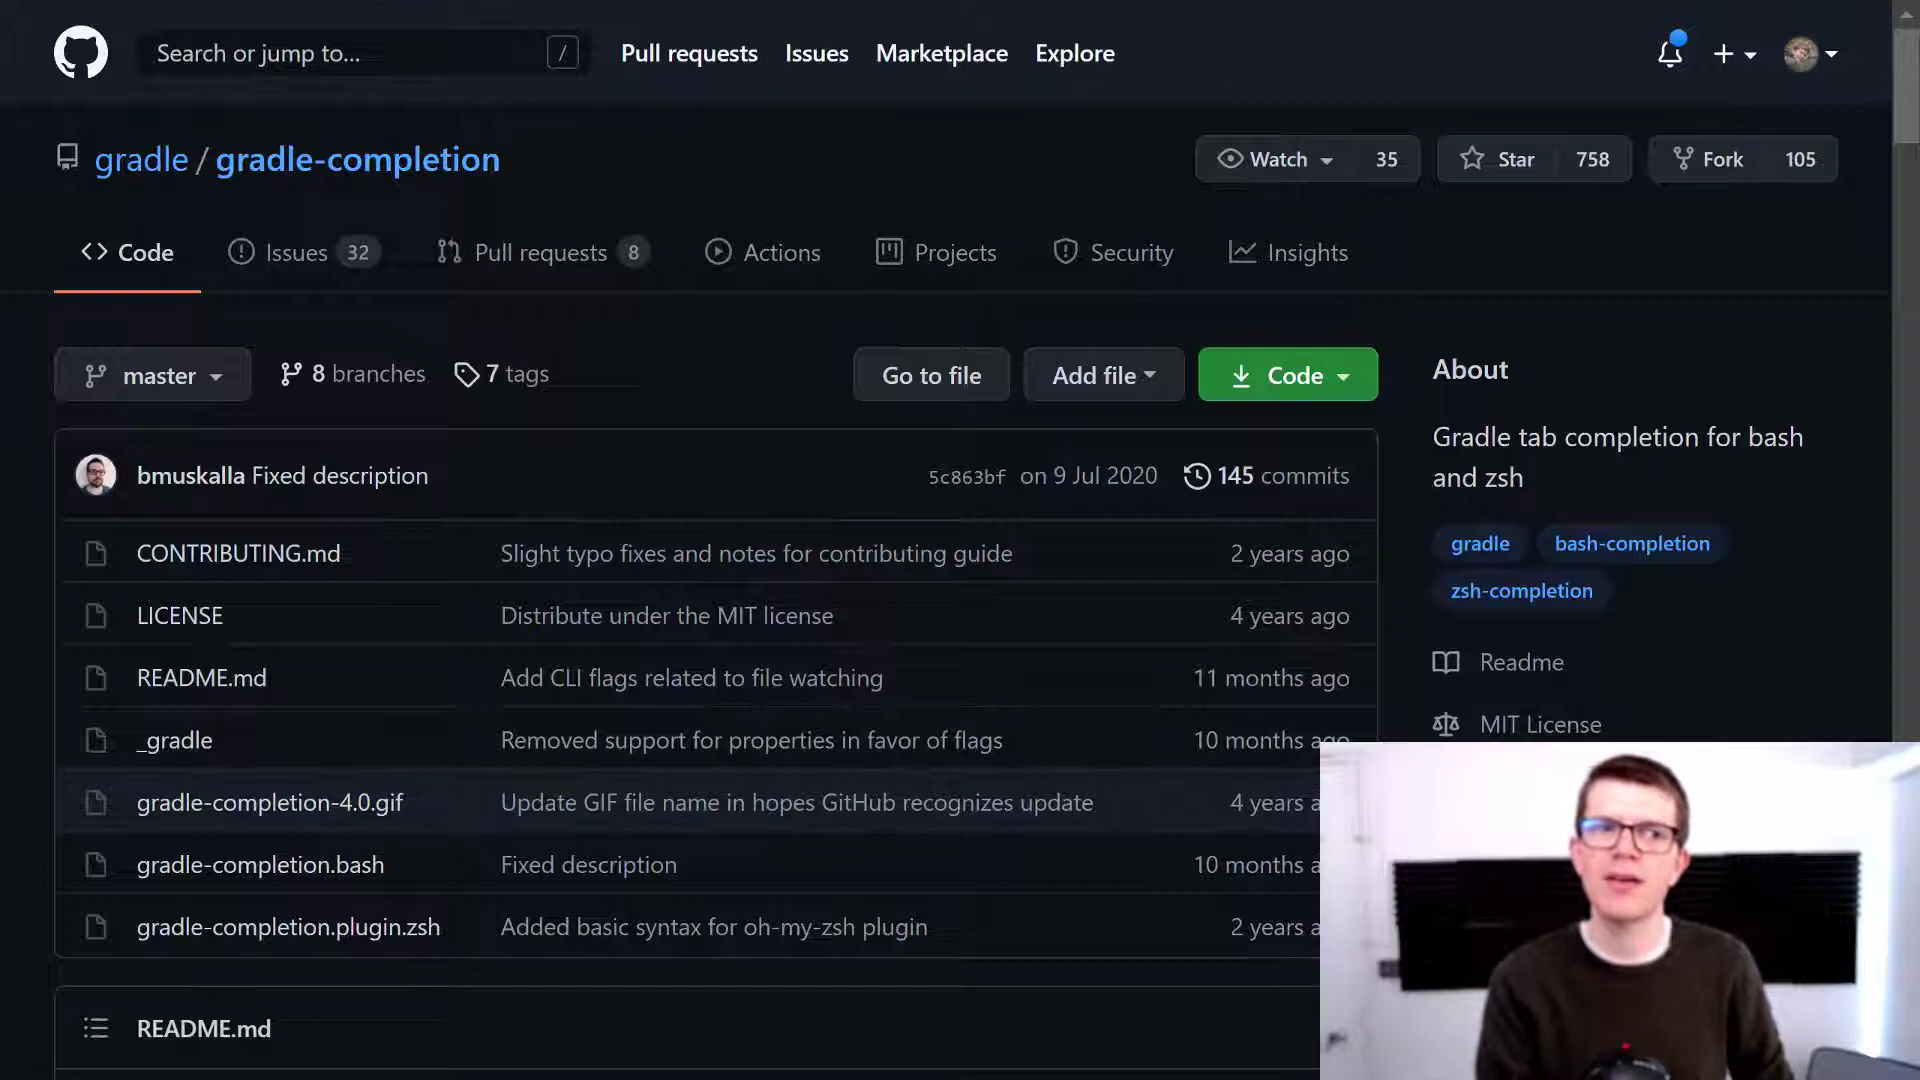 Search or jump to... /
Pull requests Issues Marketplace Explore
gradle / gradle-completion
Watch 35 Star 758 Fork 105
Code Issues 32 Pull requests 8 Actions Projects Security Insights
master 8 branches 7 tags Go to file Add file Code
About
Gradle tab completion for bash
and zsh
gradle bash-completion
zsh-completion
Readme
MIT License
bmuskalla Fixed description 5c863bf on 9 Jul 2020 145 commits
CONTRIBUTING.md Slight typo fixes and notes for contributing guide 2 years ago
LICENSE Distribute under the MIT license 4 years ago
README.md Add CLI flags related to file watching 11 months ago
_gradle Removed support for properties in favor of flags 10 months ago
gradle-completion-4.0.gif Update GIF file name in hopes GitHub recognizes update 4 years a
gradle-completion.bash Fixed description 10 months a
gradle-completion.plugin.zsh Added basic syntax for oh-my-zsh plugin 2 years a
README.md